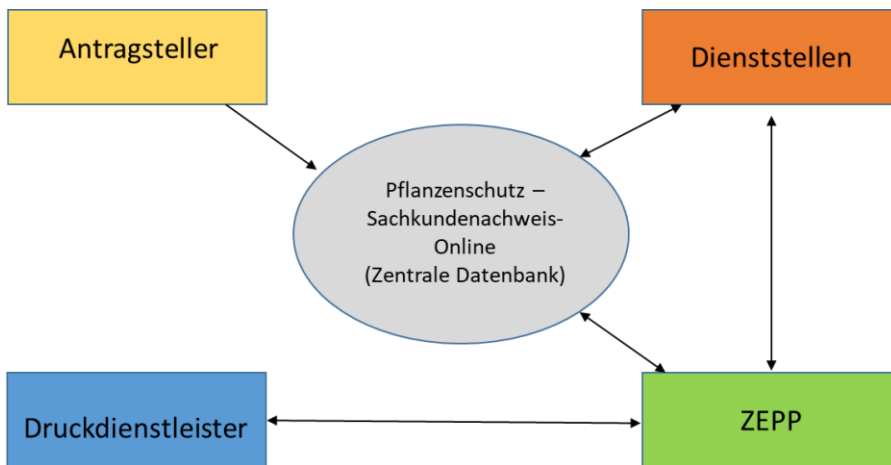 Antragsteller
Dienststellen
Pflanzenschutz –
Sachkundenachweis-
Online
(Zentrale Datenbank)
Druckdienstleister
ZEPP